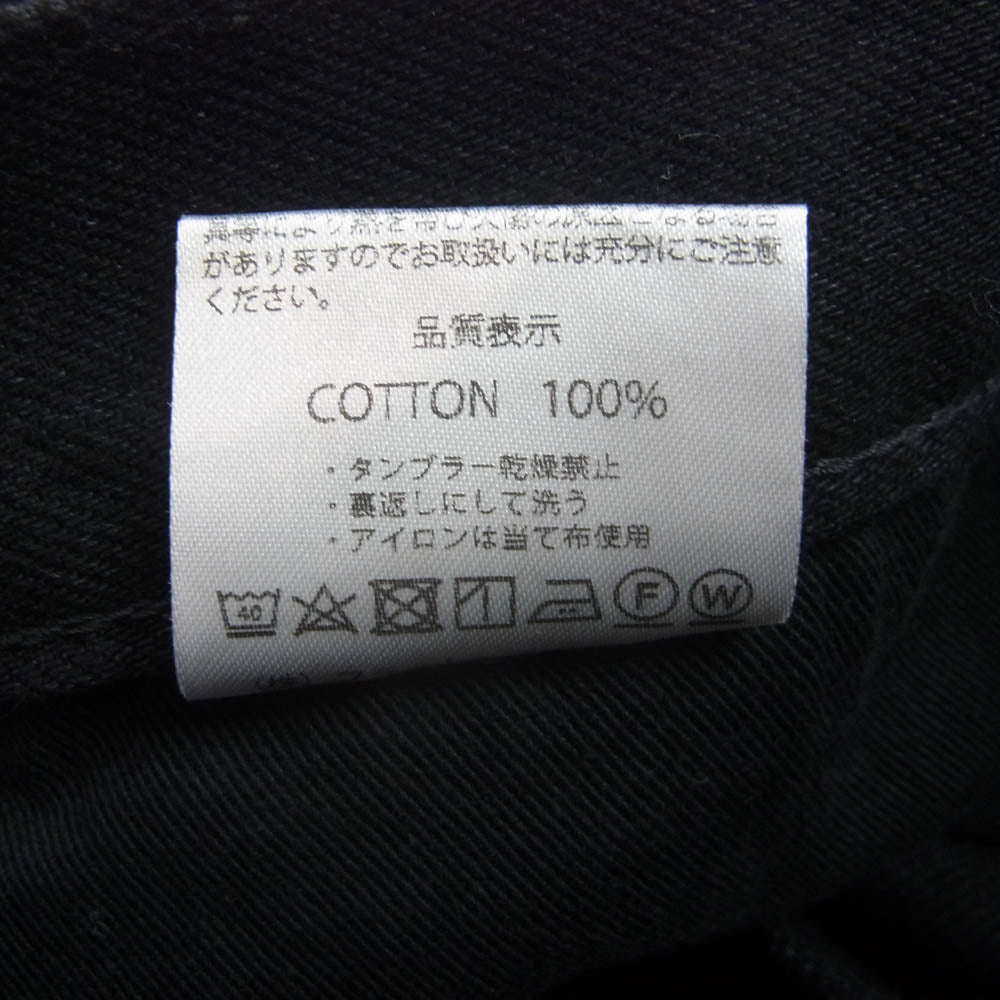 がありますのでお取扱いには充分にご注意
ください。
品質表示
COTTON 100%
・タンブラー乾燥禁止
・裏返しにして洗う
・アイロンは当て布使用
40 F W
(株)